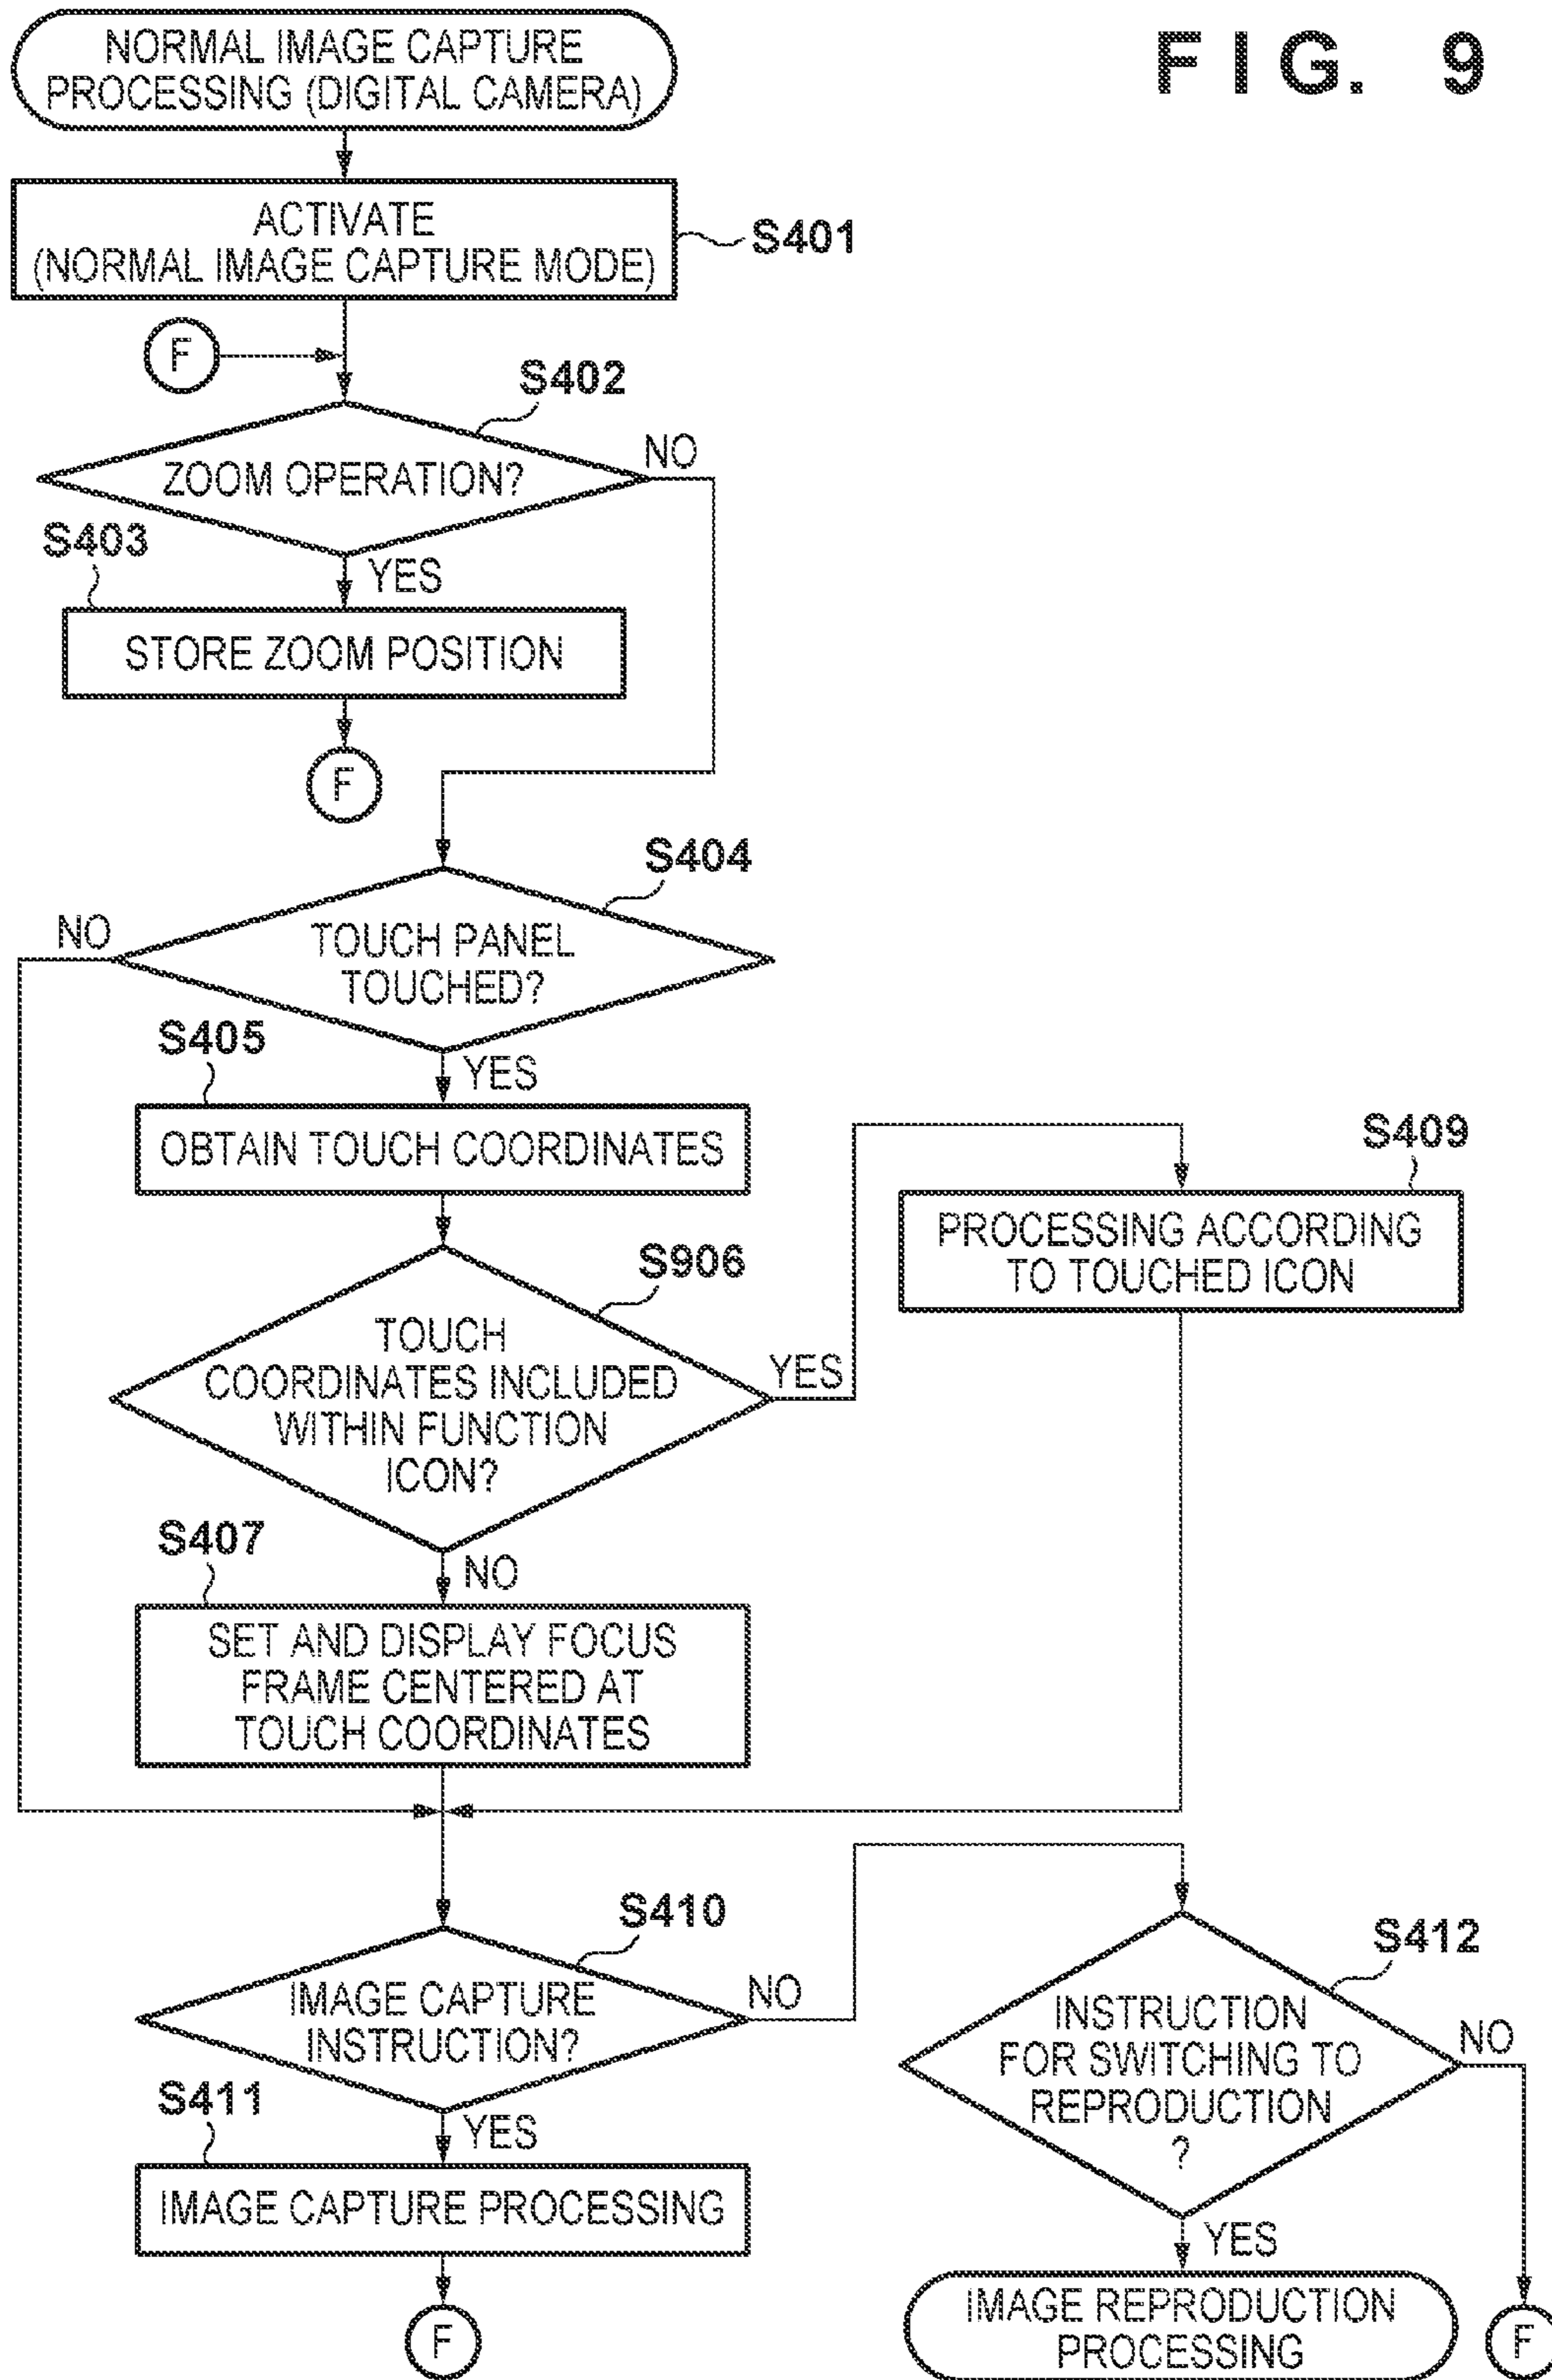 FIG. 9
NORMAL IMAGE CAPTURE
PROCESSING (DIGITAL CAMERA)
ACTIVATE
(NORMAL IMAGE CAPTURE MODE)
S401
F
S402
ZOOM OPERATION?
NO
S403
YES
STORE ZOOM POSITION
F
S404
NO
TOUCH PANEL
TOUCHED?
S405
YES
OBTAIN TOUCH COORDINATES
S409
PROCESSING ACCORDING
TO TOUCHED ICON
S906
TOUCH
COORDINATES INCLUDED
WITHIN FUNCTION
ICON?
YES
S407
NO
SET AND DISPLAY FOCUS
FRAME CENTERED AT
TOUCH COORDINATES
S410
IMAGE CAPTURE
INSTRUCTION?
NO
S412
INSTRUCTION
FOR SWITCHING TO
REPRODUCTION
?
NO
S411
YES
IMAGE CAPTURE PROCESSING
F
YES
IMAGE REPRODUCTION
PROCESSING
F